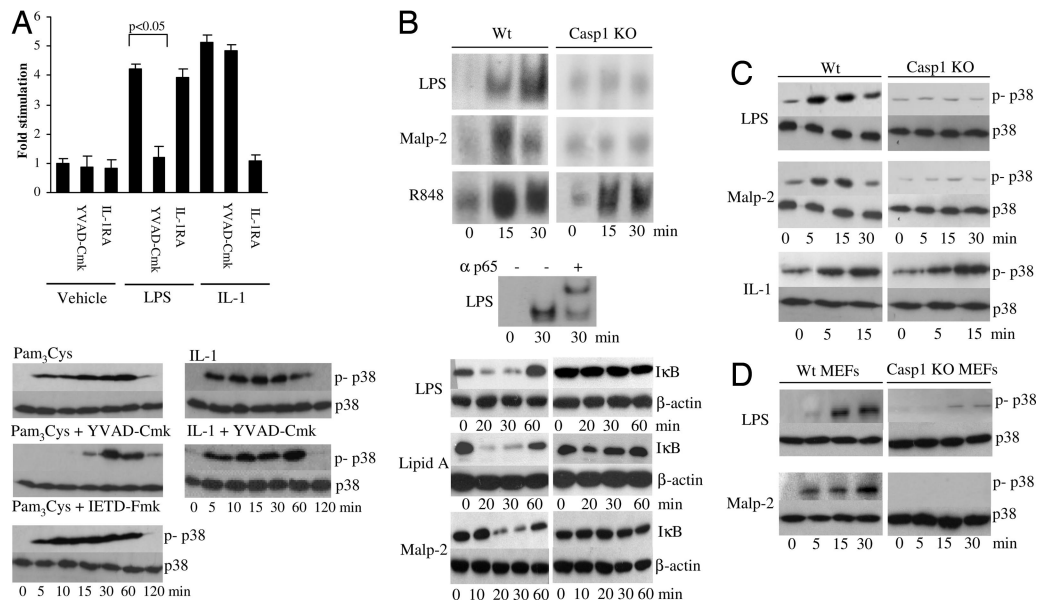 A
p<0.05
6
5
4
3
2
1
0
Fold stimulation
YVAD-Cmk
IL-1RA
YVAD-Cmk
IL-1RA
YVAD-Cmk
IL-1RA
Vehicle LPS IL-1
Pam3Cys
p- p38
p38
Pam3Cys + YVAD-Cmk
Pam3Cys + IETD-Fmk
p- p38
p38
0 5 10 15 30 60 120 min
IL-1
p- p38
p38
IL-1 + YVAD-Cmk
p- p38
p38
0 5 10 15 30 60 120 min
B
Wt Casp1 KO
LPS
Malp-2
R848
0 15 30 0 15 30 min
α p65 - - +
LPS
0 30 30 min
LPS IκB
β-actin
0 20 30 60 0 20 30 60 min
Lipid A IκB
β-actin
0 20 30 60 0 20 30 60 min
Malp-2 IκB
β-actin
0 10 20 30 60 0 10 20 30 60 min
C
Wt Casp1 KO
LPS p- p38
p38
Malp-2 p- p38
p38
0 5 15 30 0 5 15 30 min
IL-1 p- p38
p38
0 5 15 0 5 15 min
D
Wt MEFs Casp1 KO MEFs
LPS p- p38
p38
Malp-2 p- p38
p38
0 5 15 30 0 5 15 30 min